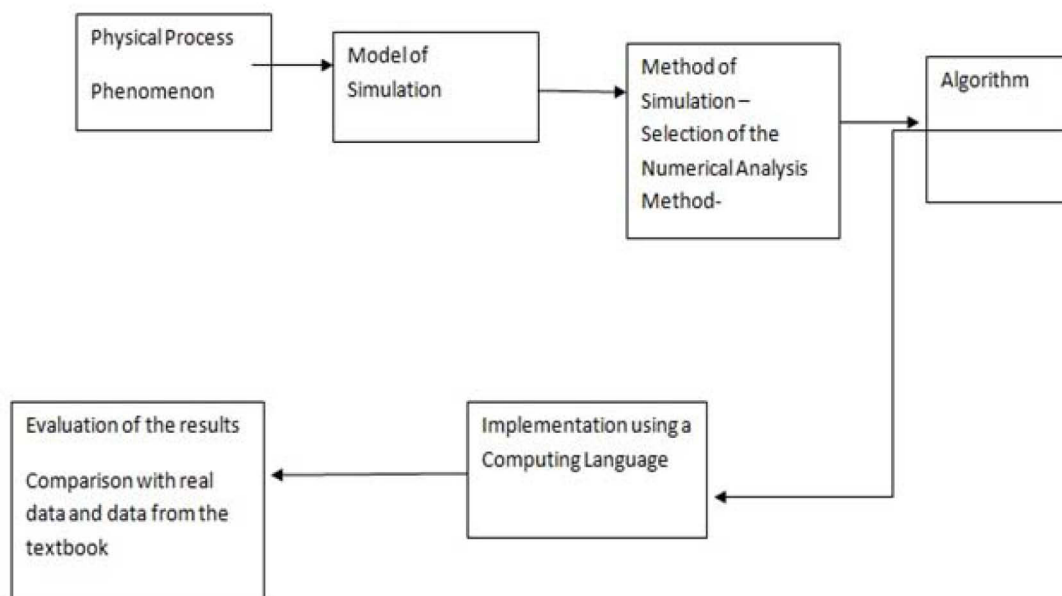 Physical Process
Phenomenon
Model of
Simulation
Method of
Simulation –
Selection of the
Numerical Analysis
Method-
Algorithm
Implementation using a
Computing Language
Evaluation of the results
Comparison with real
data and data from the
textbook